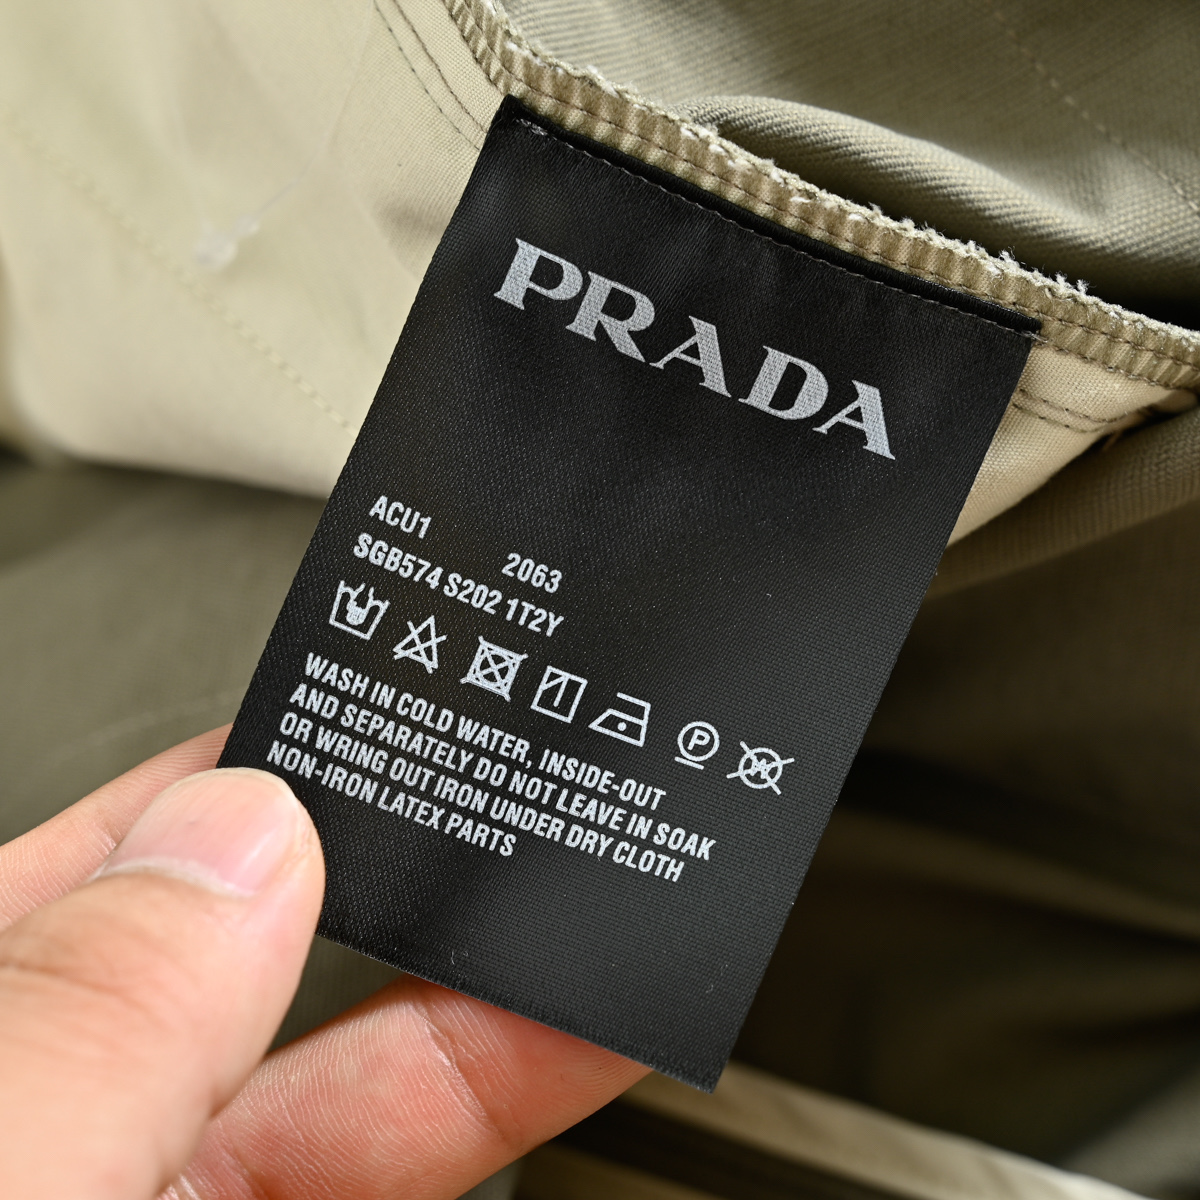 PRADA
ACU1
2063
SGB574 S202 1T2Y
P
WASH IN COLD WATER, INSIDE-OUT
AND SEPARATELY DO NOT LEAVE IN SOAK
OR WRING OUT IRON UNDER DRY CLOTH
NON-IRON LATEX PARTS